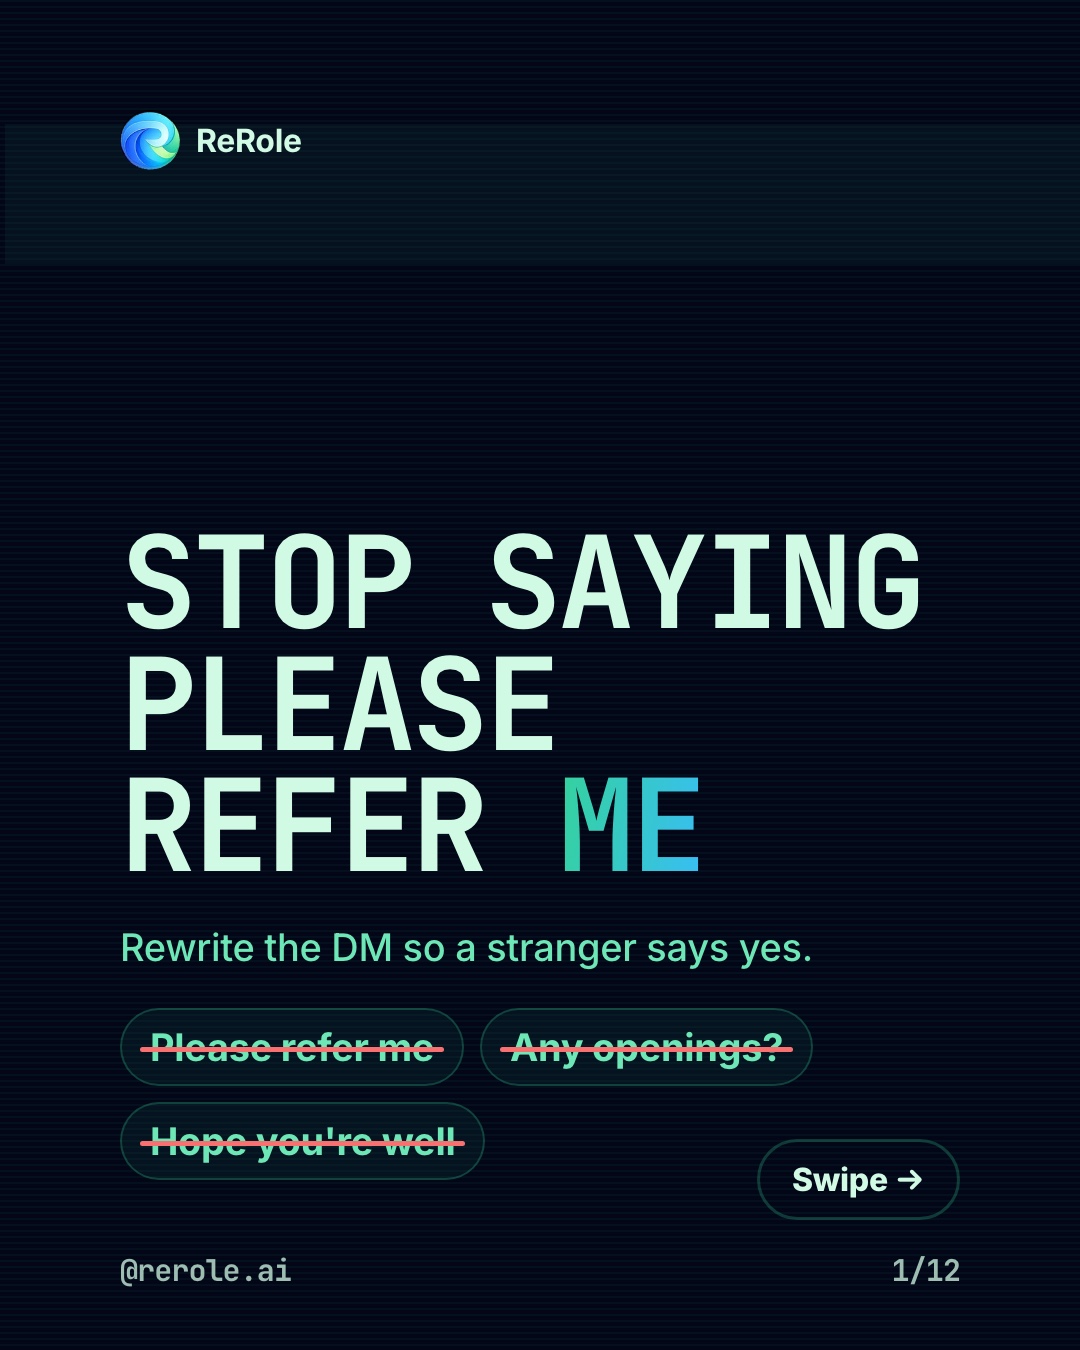 ReRole
STOP SAYING
PLEASE
REFER ME
Rewrite the DM so a stranger says yes.
Please refer me
Any openings?
Hope you're well
Swipe →
@rerole.ai
1/12